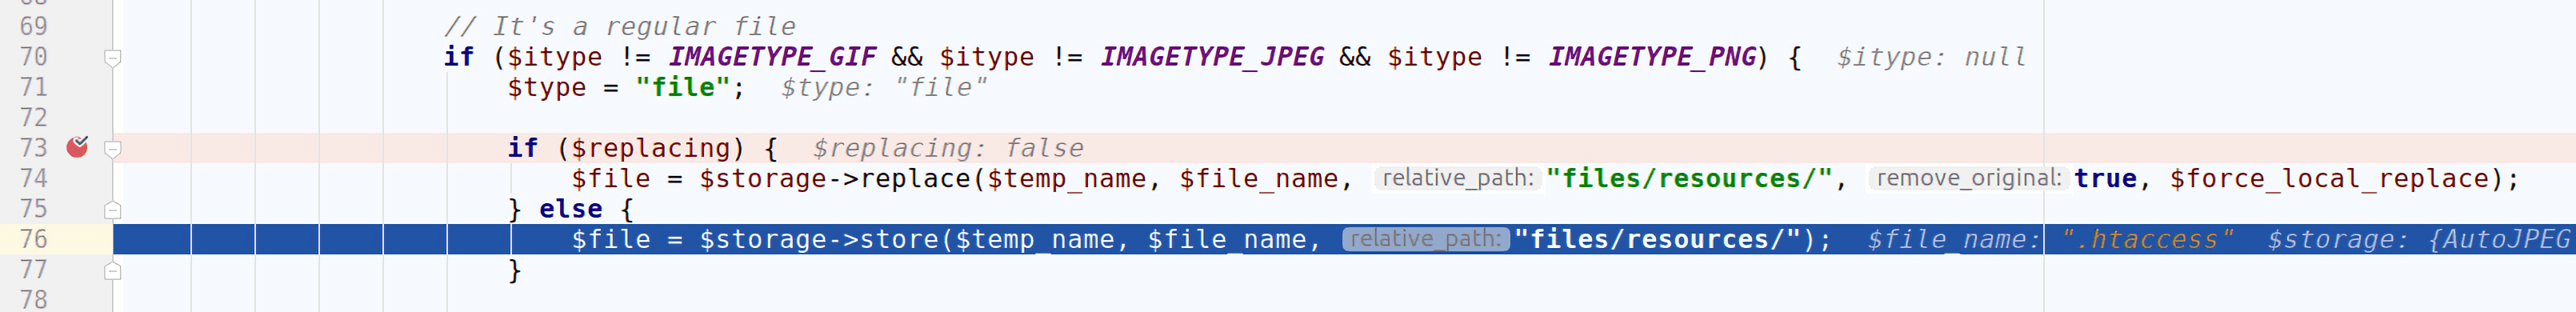 69 // It's a regular file
70 if ($itype != IMAGETYPE_GIF && $itype != IMAGETYPE_JPEG && $itype != IMAGETYPE_PNG) { $itype: null
71 $type = "file"; $type: "file"
72
73 if ($replacing) { $replacing: false
74 $file = $storage->replace($temp_name, $file_name, relative_path: "files/resources/", remove_original: true, $force_local_replace);
75 } else {
76 $file = $storage->store($temp_name, $file_name, relative_path: "files/resources/"); $file_name: ".htaccess" $storage: {AutoJPEG
77 }
78